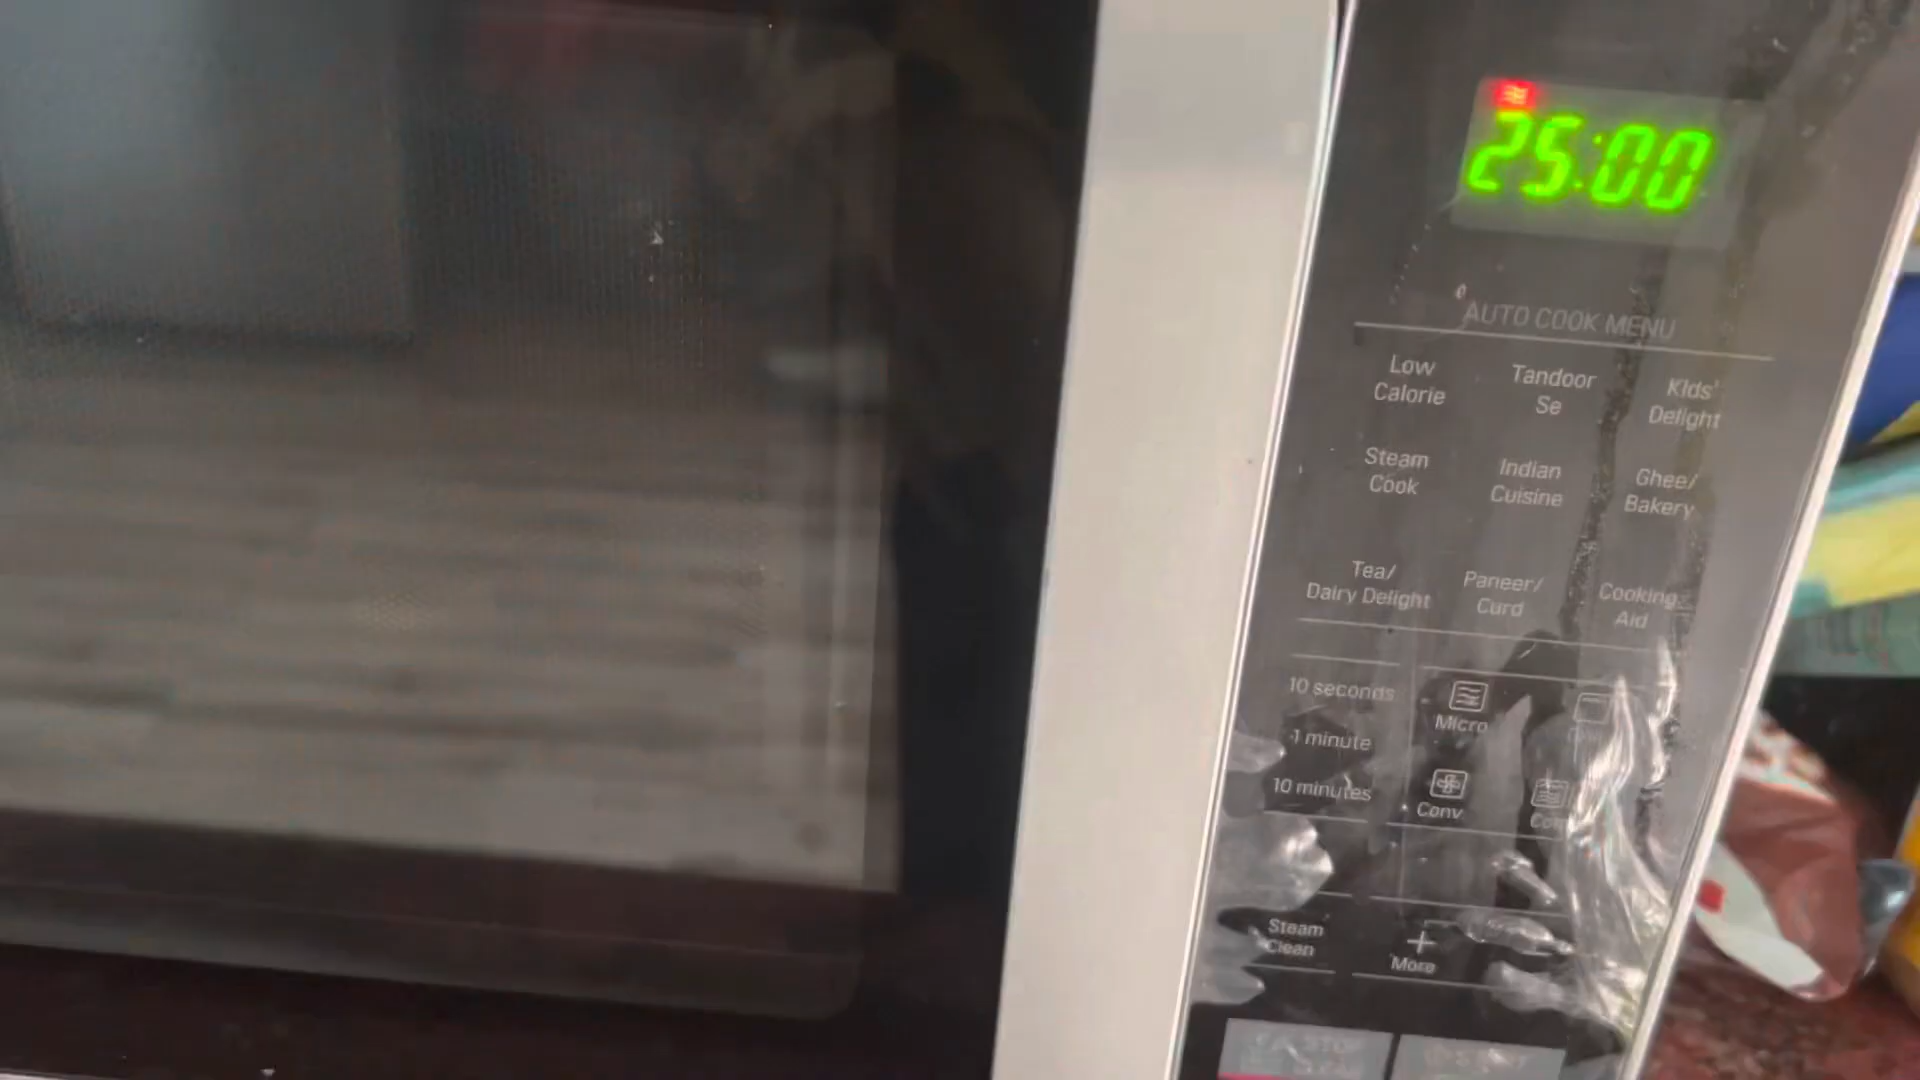 25:00
AUTO COOK MENU
Low
Calorie
Tandoor
Se
KIds'
Delight
Steam
Cook
Indian
Cuisine
Ghee/
Bakery
Tea/
Dairy Delight
Paneer/
Curd
Cooking
Aid
10 seconds
Micro
1 minute
10 minutes
Conv
Steam
Clean
More